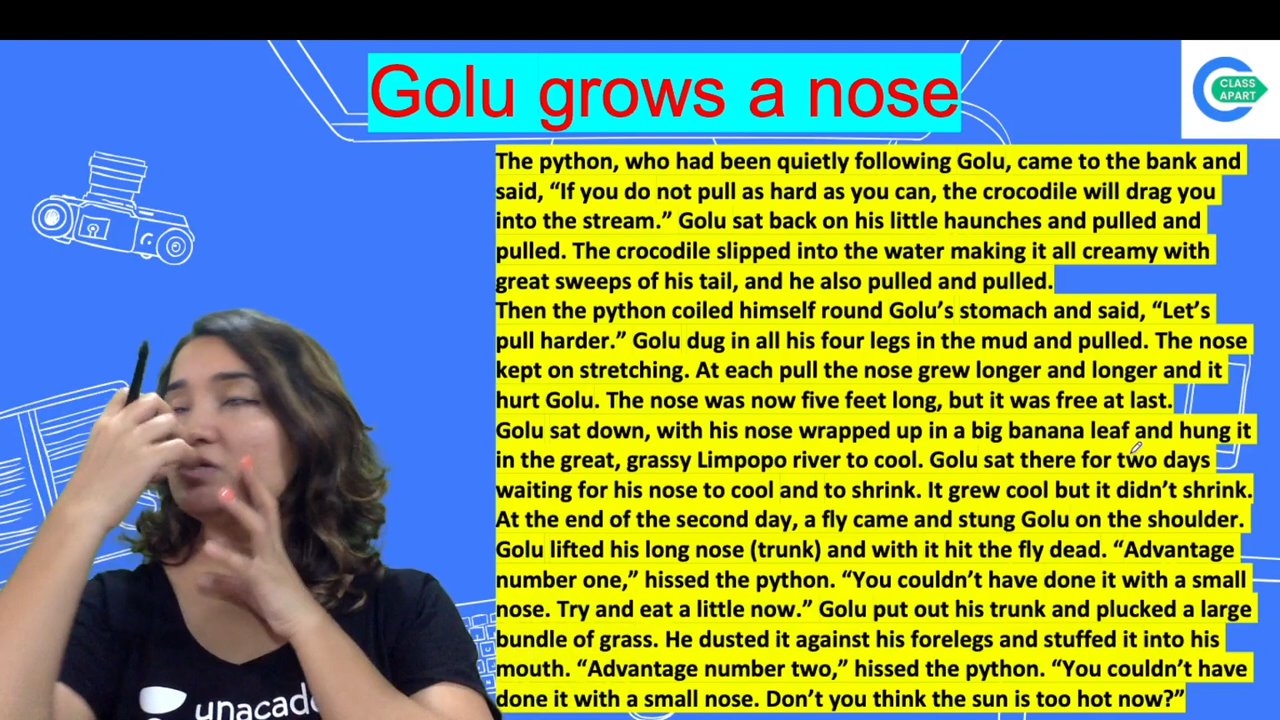 Golu grows a nose
CLASS
APART
The python, who had been quietly following Golu, came to the bank and
said, “If you do not pull as hard as you can, the crocodile will drag you
into the stream.” Golu sat back on his little haunches and pulled and
pulled. The crocodile slipped into the water making it all creamy with
great sweeps of his tail, and he also pulled and pulled.
Then the python coiled himself round Golu’s stomach and said, “Let’s
pull harder.” Golu dug in all his four legs in the mud and pulled. The nose
kept on stretching. At each pull the nose grew longer and longer and it
hurt Golu. The nose was now five feet long, but it was free at last.
Golu sat down, with his nose wrapped up in a big banana leaf and hung it
in the great, grassy Limpopo river to cool. Golu sat there for two days
waiting for his nose to cool and to shrink. It grew cool but it didn’t shrink.
At the end of the second day, a fly came and stung Golu on the shoulder.
Golu lifted his long nose (trunk) and with it hit the fly dead. “Advantage
number one,” hissed the python. “You couldn’t have done it with a small
nose. Try and eat a little now.” Golu put out his trunk and plucked a large
bundle of grass. He dusted it against his forelegs and stuffed it into his
mouth. “Advantage number two,” hissed the python. “You couldn’t have
done it with a small nose. Don’t you think the sun is too hot now?”